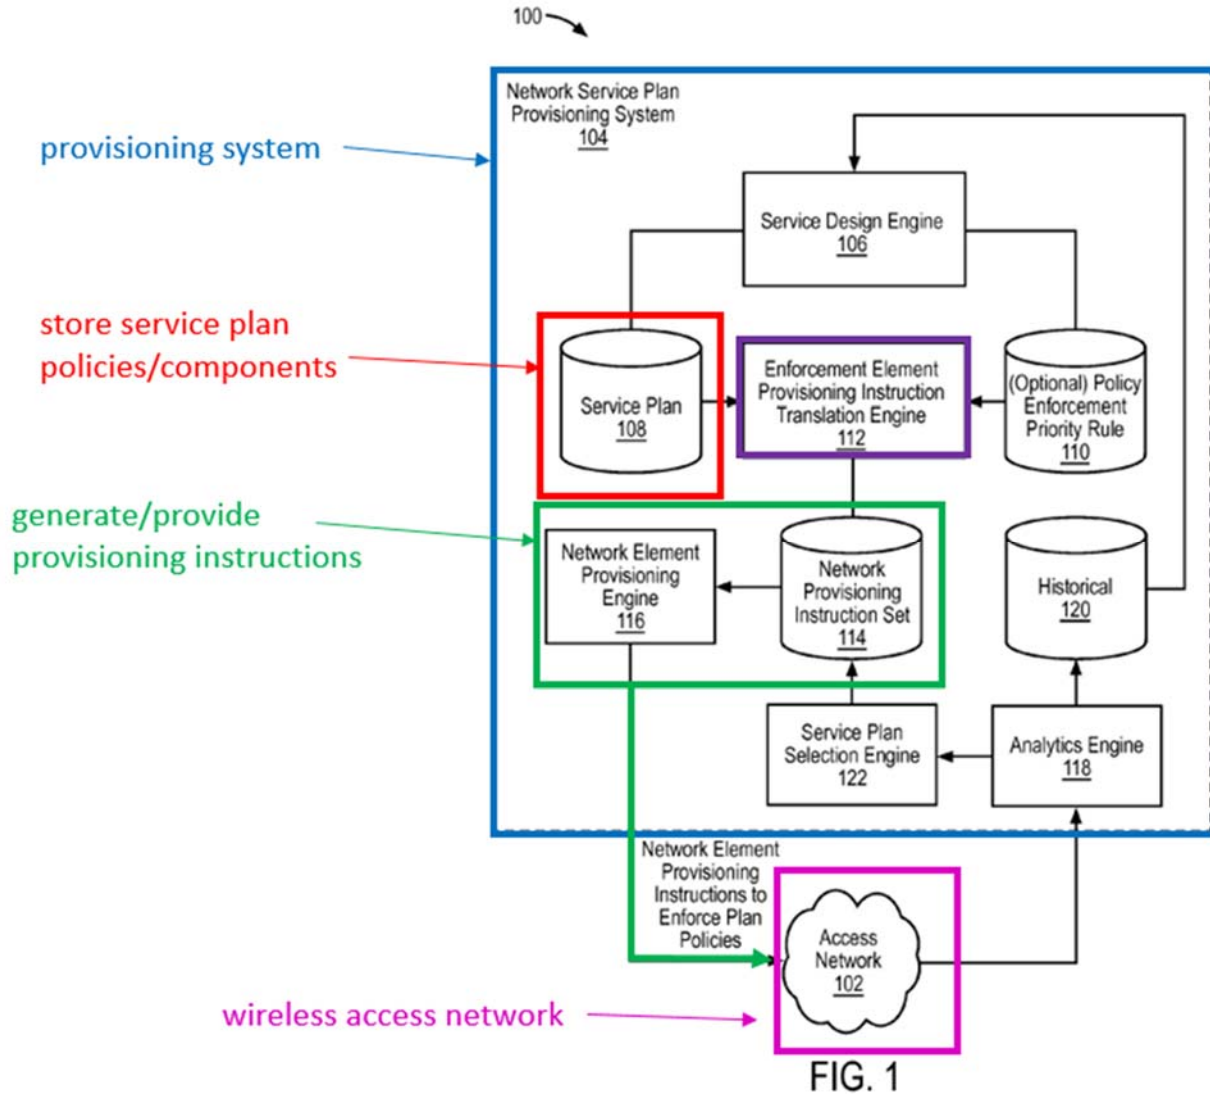 100
Network Service Plan
Provisioning System
104
provisioning system
Service Design Engine
106
store service plan
policies/components
Service Plan
108
Enforcement Element
Provisioning Instruction
Translation Engine
112
(Optional) Policy
Enforcement
Priority Rule
110
generate/provide
provisioning instructions
Network Element
Provisioning
Engine
116
Network
Provisioning
Instruction Set
114
Historical
120
Service Plan
Selection Engine
122
Analytics Engine
118
Network Element
Provisioning
Instructions to
Enforce Plan
Policies
Access
Network
102
wireless access network
FIG. 1